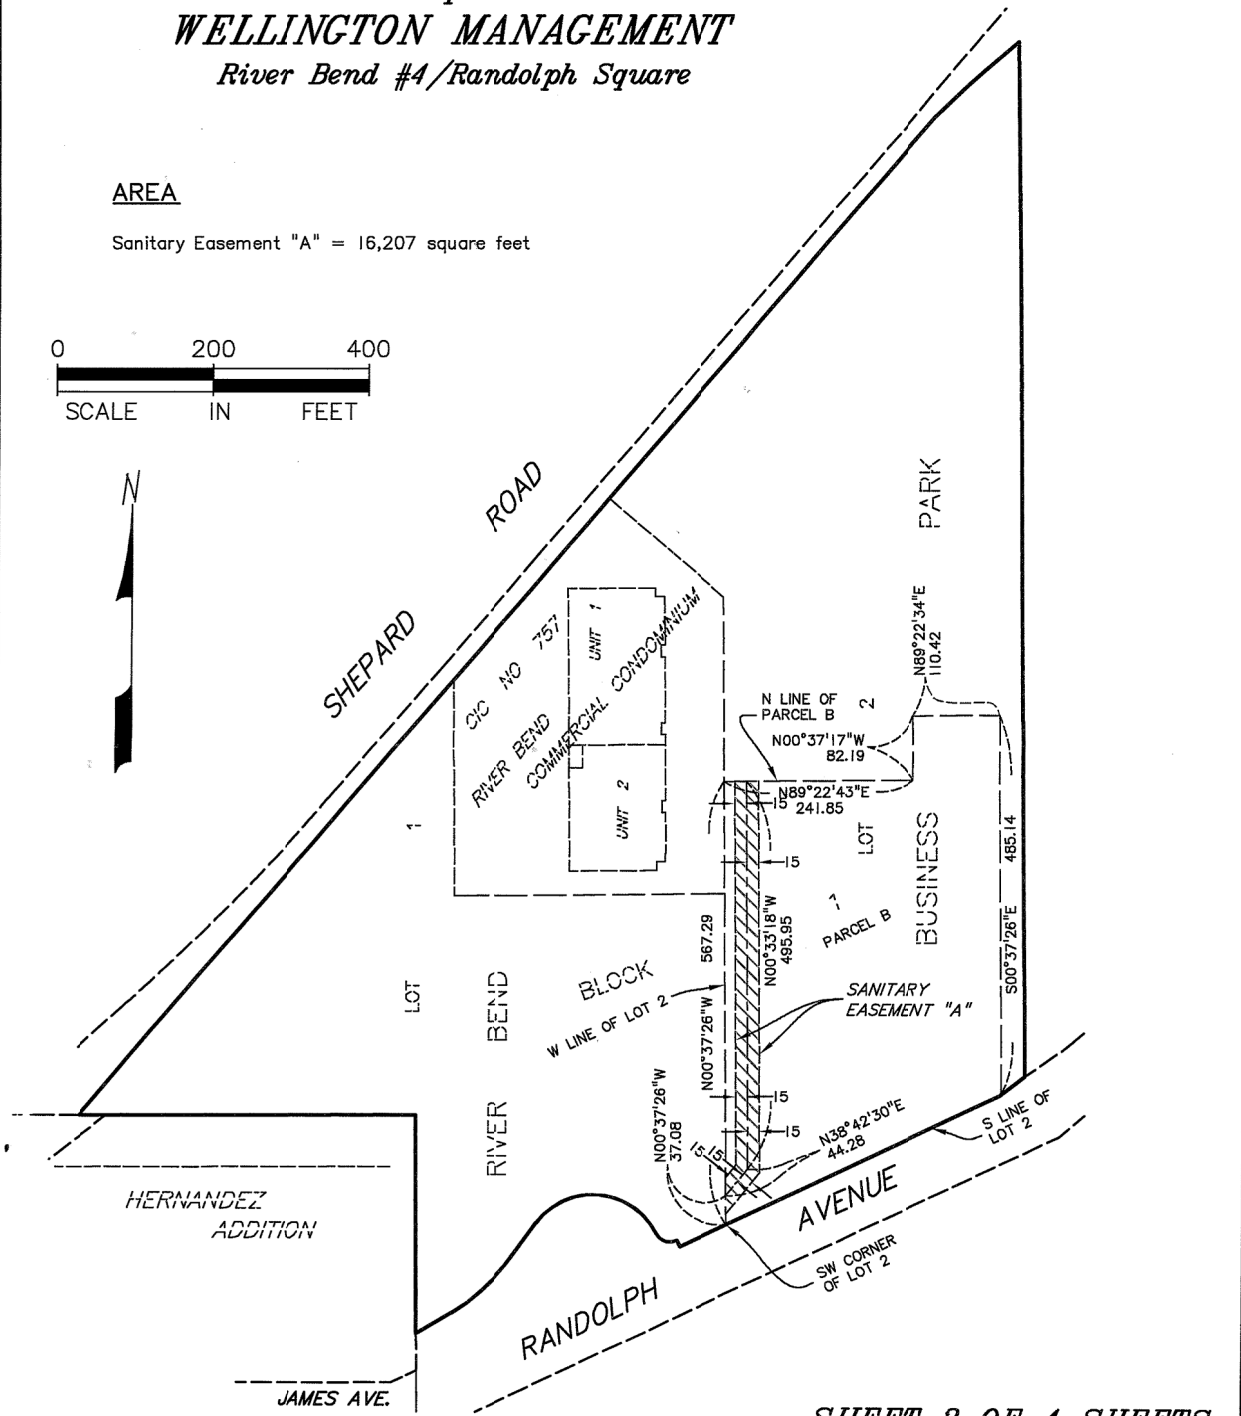 WELLINGTON MANAGEMENT
River Bend #4/Randolph Square
AREA
Sanitary Easement "A" = 16,207 square feet
0 200 400
SCALE IN FEET
N
SHEPARD ROAD
PARK
CIC NO 757
RIVER BEND
COMMERCIAL CONDOMINIUM
UNIT 1
UNIT 2
N89°22'34"E
110.42
N LINE OF
PARCEL B
2
N00°37'17"W
82.19
N89°22'43"E
241.85
15
15
LOT
1
BUSINESS
485.14
S00°37'26"E
1
PARCEL B
567.29
N00°37'26"W
N00°33'18"W
495.95
SANITARY
EASEMENT "A"
BLOCK
W LINE OF LOT 2
LOT
RIVER BEND
N00°37'26"W
37.08
15
15
15
15
N38°42'30"E
44.28
S LINE OF
LOT 2
HERNANDEZ
ADDITION
RANDOLPH AVENUE
SW CORNER
OF LOT 2
JAMES AVE.